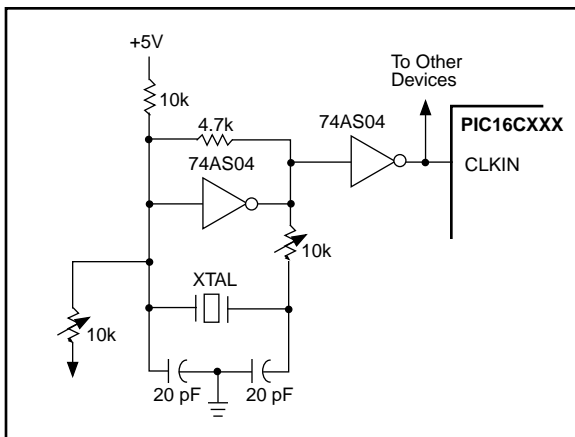 +5V
To Other
Devices
10k
4.7k
74AS04
PIC16CXXX
74AS04
CLKIN
10k
XTAL
10k
20 pF
20 pF